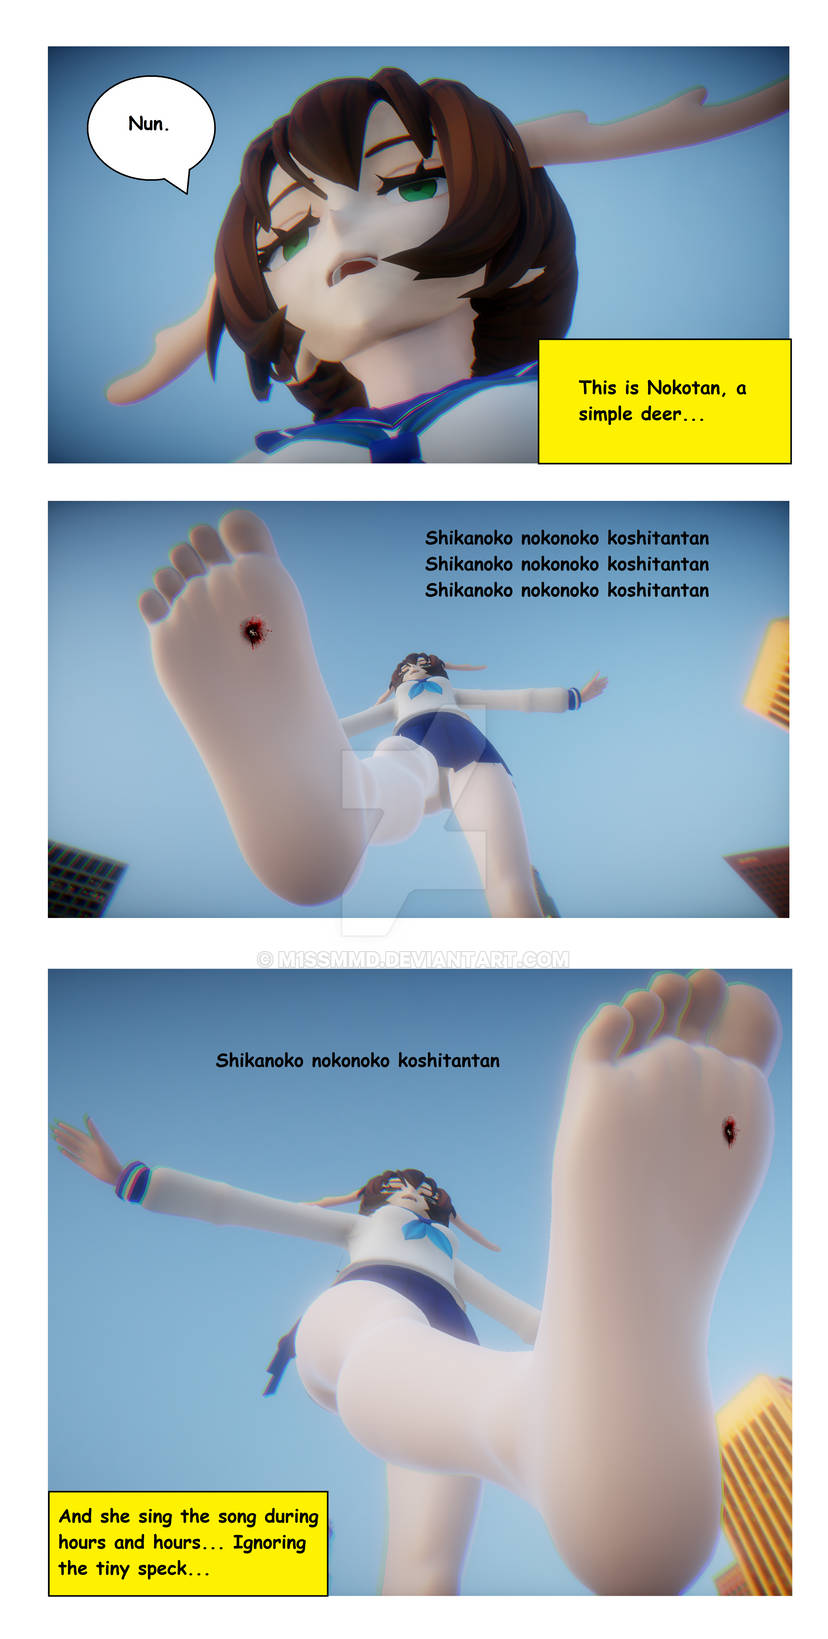 Nun.
This is Nokotan, a
simple deer...
Shikanoko nokonoko koshitantan
Shikanoko nokonoko koshitantan
Shikanoko nokonoko koshitantan
© M1SSMMD.DEVIANTART.COM
Shikanoko nokonoko koshitantan
And she sing the song during
hours and hours... Ignoring
the tiny speck...